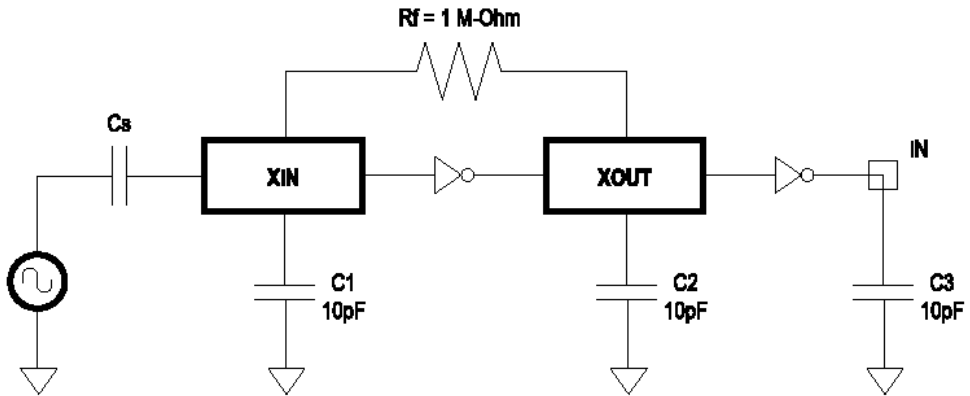 Rf = 1 M-Ohm
Cs
XIN
XOUT
IN
C1
10pF
C2
10pF
C3
10pF